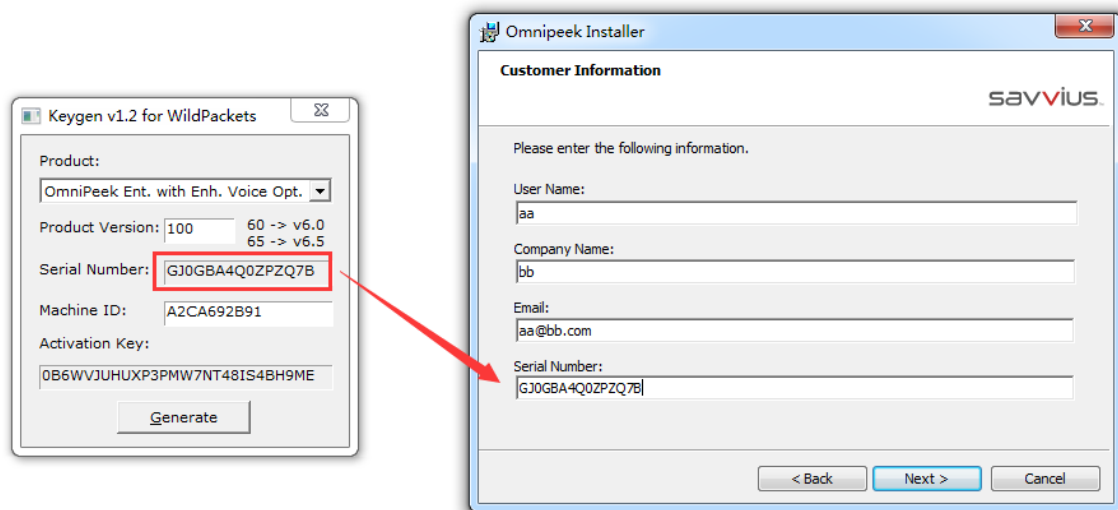 Keygen v1.2 for WildPackets
Product:
OmniPeek Ent. with Enh. Voice Opt.
Product Version: 100 60 -> v6.0
65 -> v6.5
Serial Number: GJ0GBA4Q0ZPZQ7B
Machine ID: A2CA692B91
Activation Key:
0B6WVJUHUXP3PMW7NT48IS4BH9ME
Generate
Omnipeek Installer
Customer Information
savvius
Please enter the following information.
User Name:
aa
Company Name:
bb
Email:
aa@bb.com
Serial Number:
GJ0GBA4Q0ZPZQ7B
< Back Next > Cancel